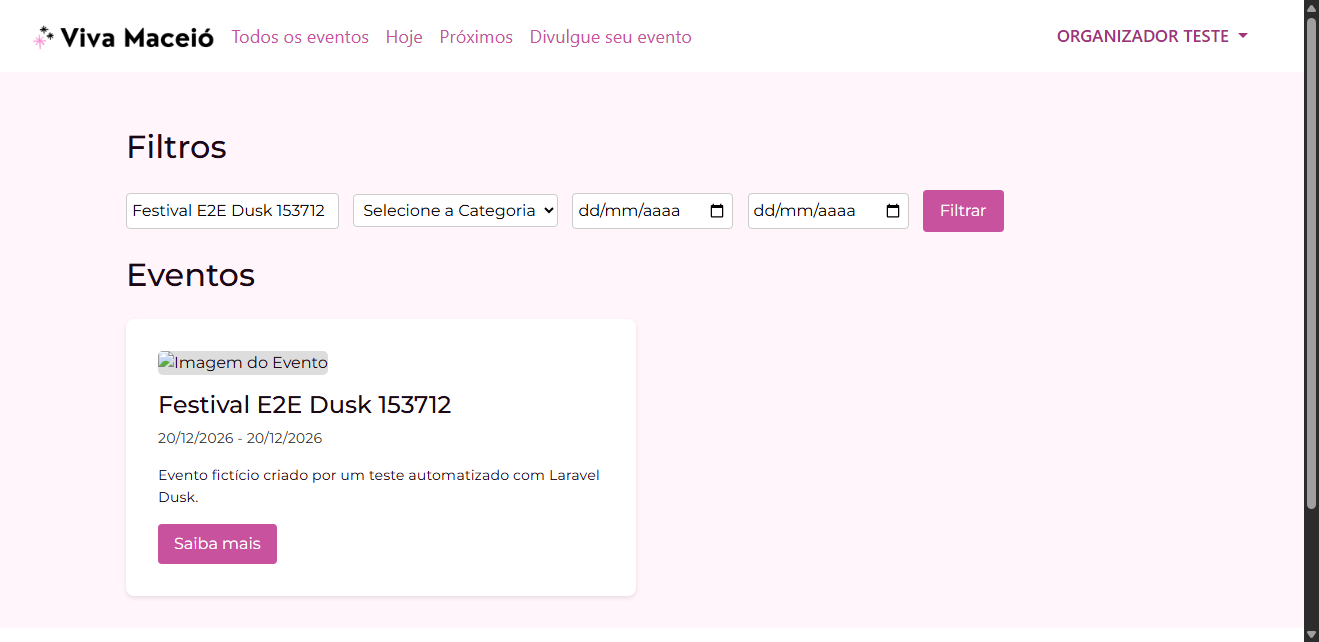 Viva Maceió Todos os eventos Hoje Próximos Divulgue seu evento ORGANIZADOR TESTE
Filtros
Festival E2E Dusk 153712 Selecione a Categoria dd/mm/aaaa dd/mm/aaaa Filtrar
Eventos
Imagem do Evento
Festival E2E Dusk 153712
20/12/2026 - 20/12/2026
Evento fictício criado por um teste automatizado com Laravel
Dusk.
Saiba mais